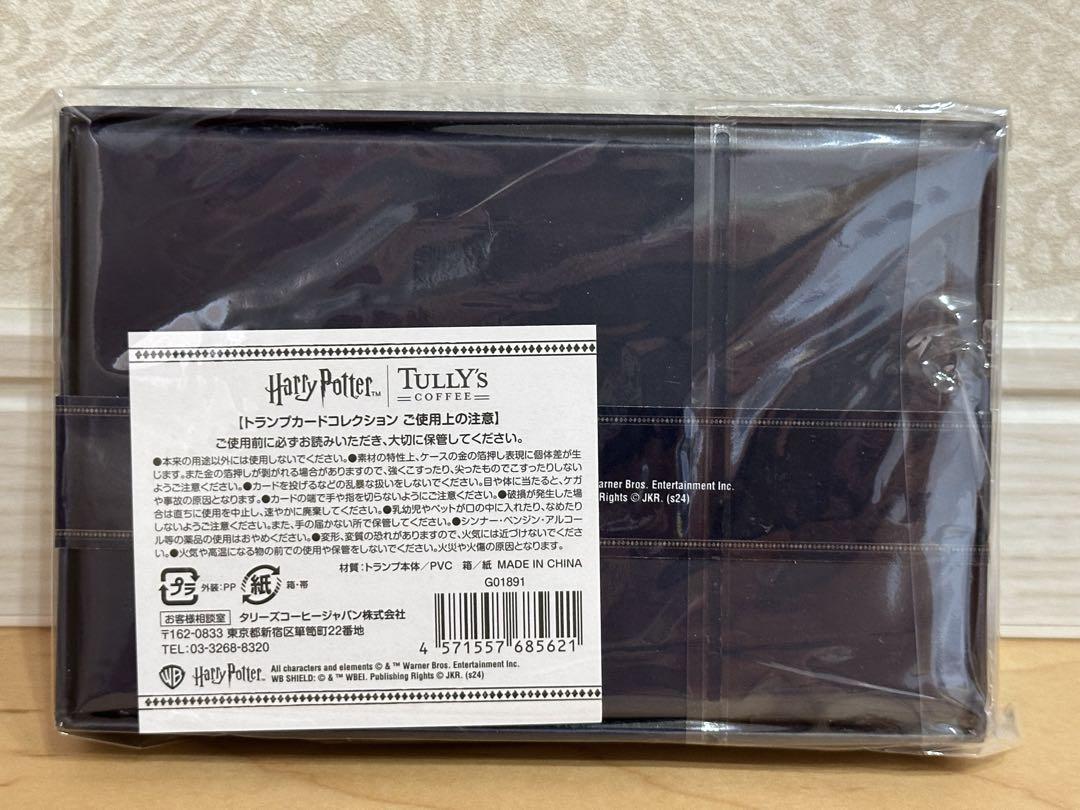 Harry Potter™ | TULLY'S COFFEE
【トランプカードコレクション ご使用上の注意】
ご使用前に必ずお読みいただき、大切に保管してください。
●本来の用途以外には使用しないでください。●素材の特性上、ケースの金の箔押し表現に個体差が生
じます。また金の箔押しが剥がれる場合がありますので、強くこすったり、尖ったものでこすったりしない
ようご注意ください。●カードを投げるなどの乱暴な扱いをしないでください。目や体に当たると、ケガ
や事故の原因となります。●カードの端で手や指を切らないようにご注意ください。●破損が発生した場
合は直ちに使用を中止し、速やかに廃棄してください。●乳幼児やペットが口の中に入れたり、なめたり
しないようご注意ください。また、手の届かない所で保管してください。●シンナー・ベンジン・アルコー
ル等の薬品の使用はおやめください。●変形、変質の恐れがありますので、火気には近づけないでくださ
い。●火気や高温になる物の前での使用や保管をしないでください。火災や火傷の原因となります。
材質：トランプ本体／PVC 箱／紙 MADE IN CHINA
G01891
プラ 外装：PP 紙 箱・帯
お客様相談室 タリーズコーヒージャパン株式会社
〒162-0833 東京都新宿区箪笥町22番地
TEL:03-3268-8320
4 571557 685621
WB Harry Potter™ All characters and elements © & ™ Warner Bros. Entertainment Inc.
WB SHIELD: © & ™ WBEI. Publishing Rights © JKR. (s24)
arner Bros. Entertainment Inc.
Rights © JKR. (s24)